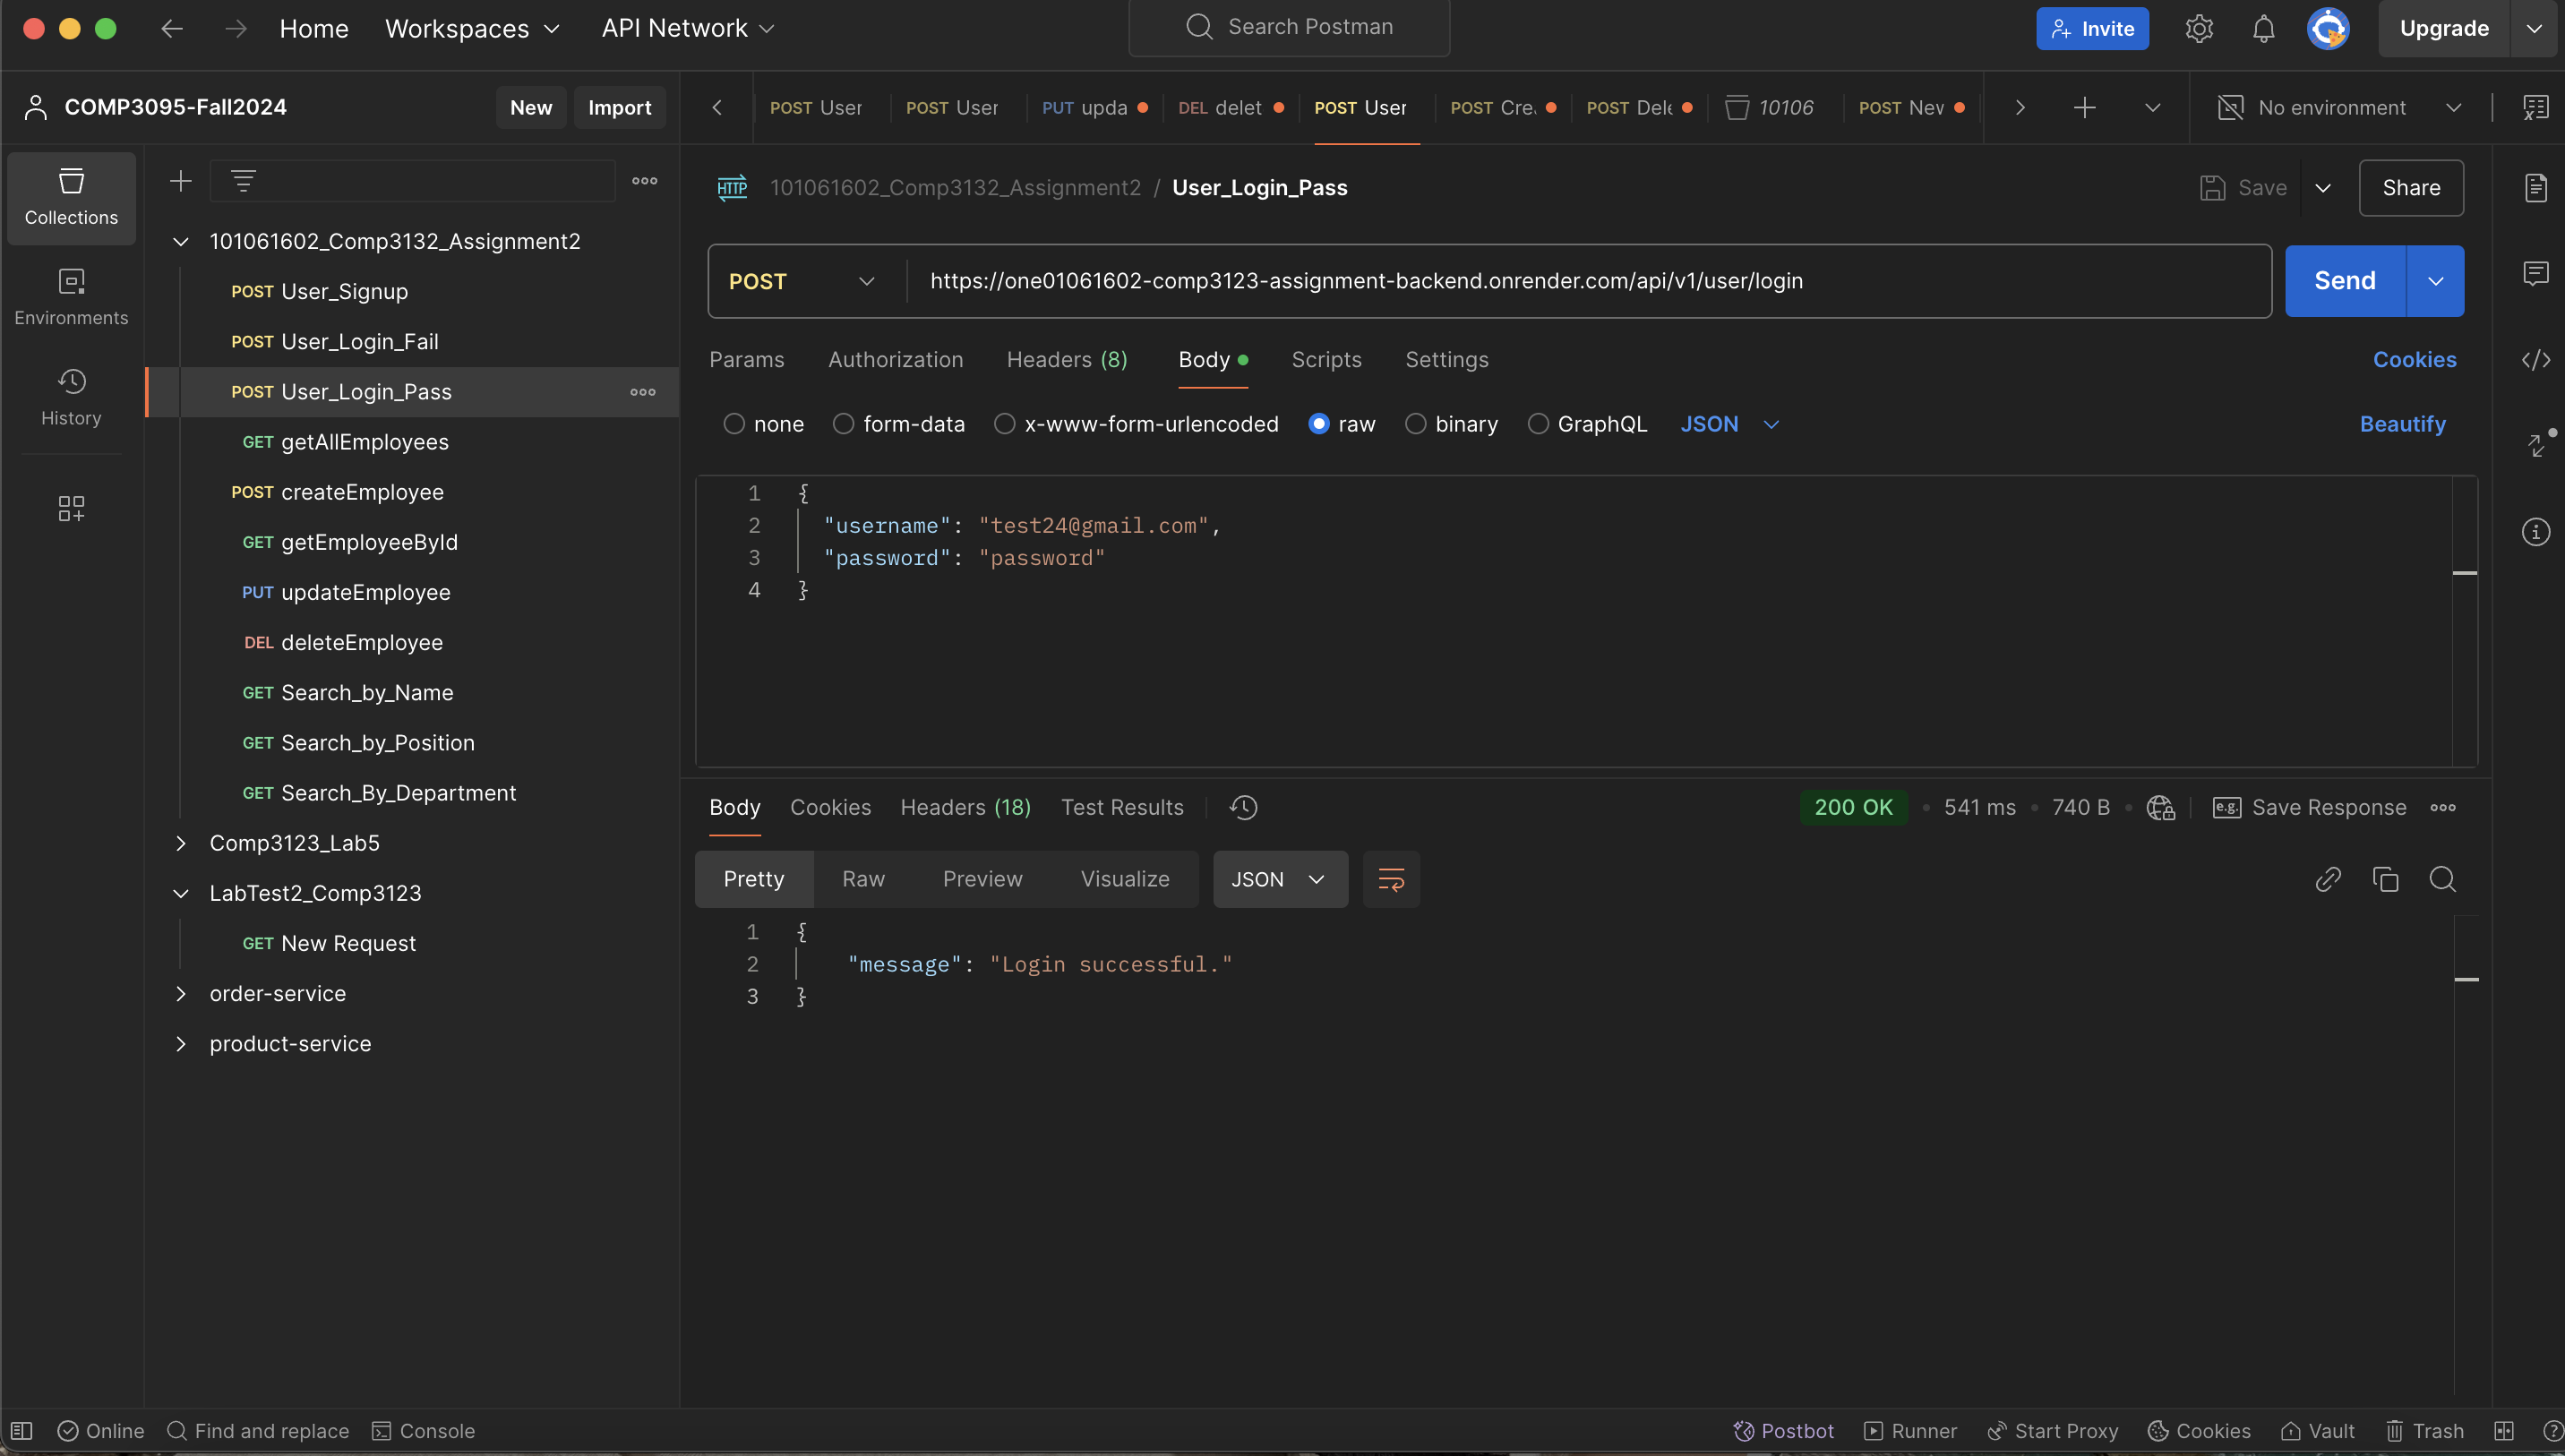 Home Workspaces API Network Search Postman Invite Upgrade
COMP3095-Fall2024 New Import
POST User POST User PUT upda DEL delet POST User POST Cre. POST Dele 10106 POST New No environment
Collections
Environments
History
101061602_Comp3132_Assignment2
POST User_Signup
POST User_Login_Fail
POST User_Login_Pass
GET getAllEmployees
POST createEmployee
GET getEmployeeById
PUT updateEmployee
DEL deleteEmployee
GET Search_by_Name
GET Search_by_Position
GET Search_By_Department
Comp3123_Lab5
LabTest2_Comp3123
GET New Request
order-service
product-service
HTTP 101061602_Comp3132_Assignment2 / User_Login_Pass Save Share
POST https://one01061602-comp3123-assignment-backend.onrender.com/api/v1/user/login Send
Params Authorization Headers (8) Body Scripts Settings Cookies
none form-data x-www-form-urlencoded raw binary GraphQL JSON Beautify
1 {
2 "username": "test24@gmail.com",
3 "password": "password"
4 }
Body Cookies Headers (18) Test Results 200 OK 541 ms 740 B e.g. Save Response
Pretty Raw Preview Visualize JSON
1 {
2 "message": "Login successful."
3 }
Online Find and replace Console Postbot Runner Start Proxy Cookies Vault Trash